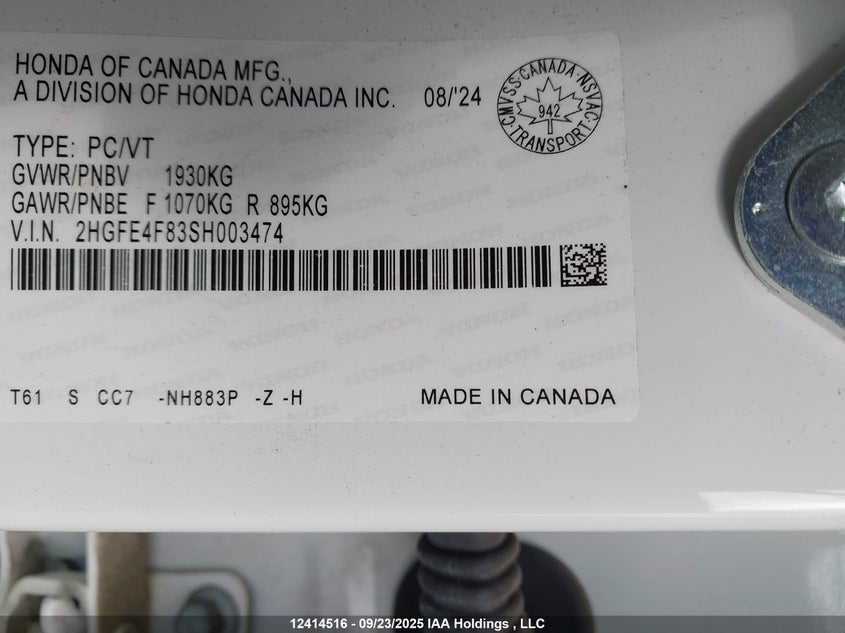 HONDA OF CANADA MFG.,
A DIVISION OF HONDA CANADA INC. 08/'24
CMVSS·CANADA·NSVAC·TRANSPORT·
942
TYPE: PC/VT
GVWR/PNBV 1930KG
GAWR/PNBE F 1070KG R 895KG
V.I.N. 2HGFE4F83SH003474
T61 S CC7 -NH883P -Z -H
MADE IN CANADA
12414516 - 09/23/2025 IAA Holdings , LLC